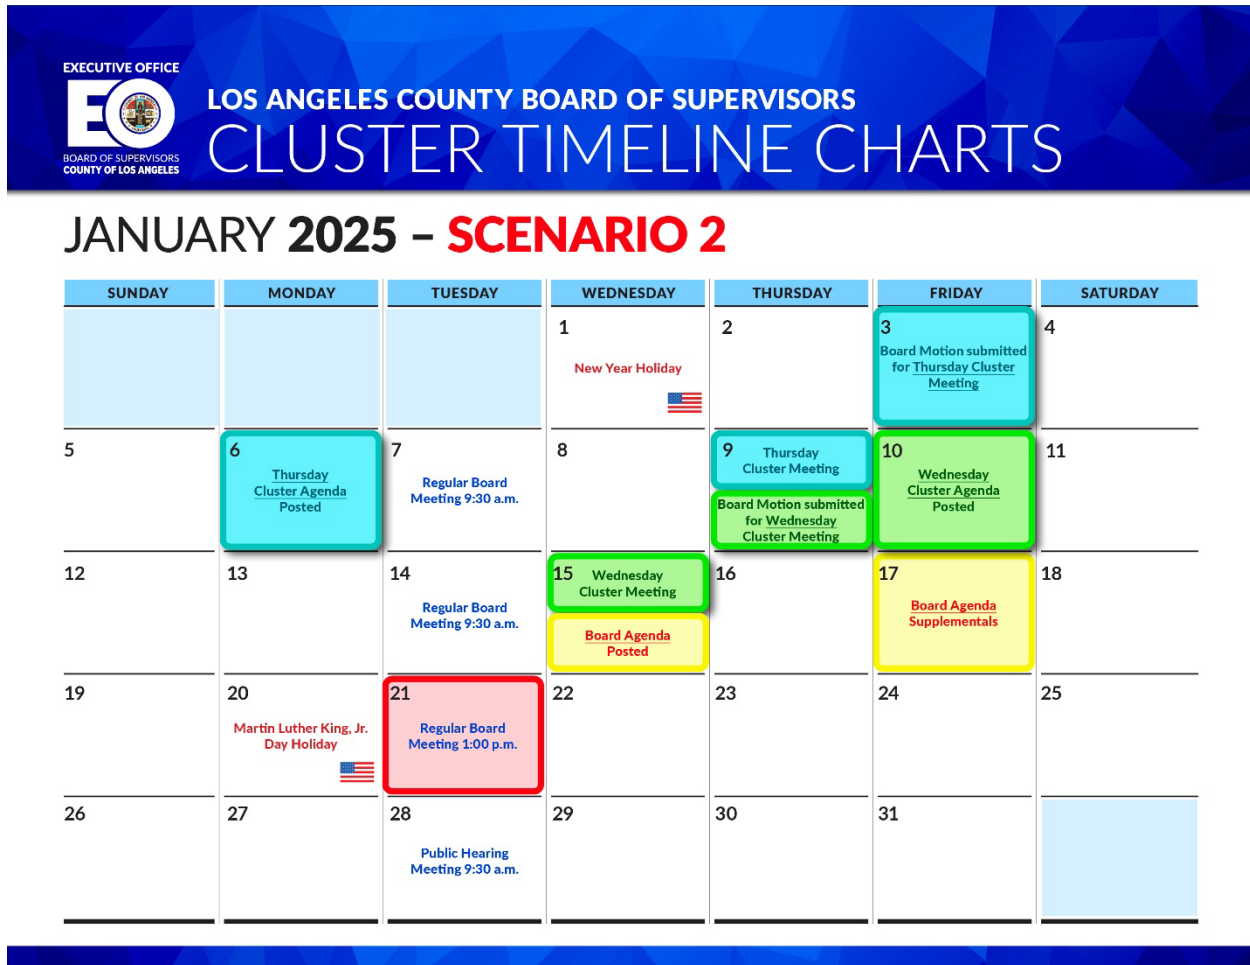 EXECUTIVE OFFICE
EO
BOARD OF SUPERVISORS
COUNTY OF LOS ANGELES
LOS ANGELES COUNTY BOARD OF SUPERVISORS
CLUSTER TIMELINE CHARTS
JANUARY 2025 – SCENARIO 2
SUNDAY MONDAY TUESDAY WEDNESDAY THURSDAY FRIDAY SATURDAY
1
New Year Holiday
2
3
Board Motion submitted
for Thursday Cluster
Meeting
4
5
6
Thursday
Cluster Agenda
Posted
7
Regular Board
Meeting 9:30 a.m.
8
9
Thursday
Cluster Meeting
Board Motion submitted
for Wednesday
Cluster Meeting
10
Wednesday
Cluster Agenda
Posted
11
12
13
14
Regular Board
Meeting 9:30 a.m.
15
Wednesday
Cluster Meeting
Board Agenda
Posted
16
17
Board Agenda
Supplementals
18
19
20
Martin Luther King, Jr.
Day Holiday
21
Regular Board
Meeting 1:00 p.m.
22
23
24
25
26
27
28
Public Hearing
Meeting 9:30 a.m.
29
30
31